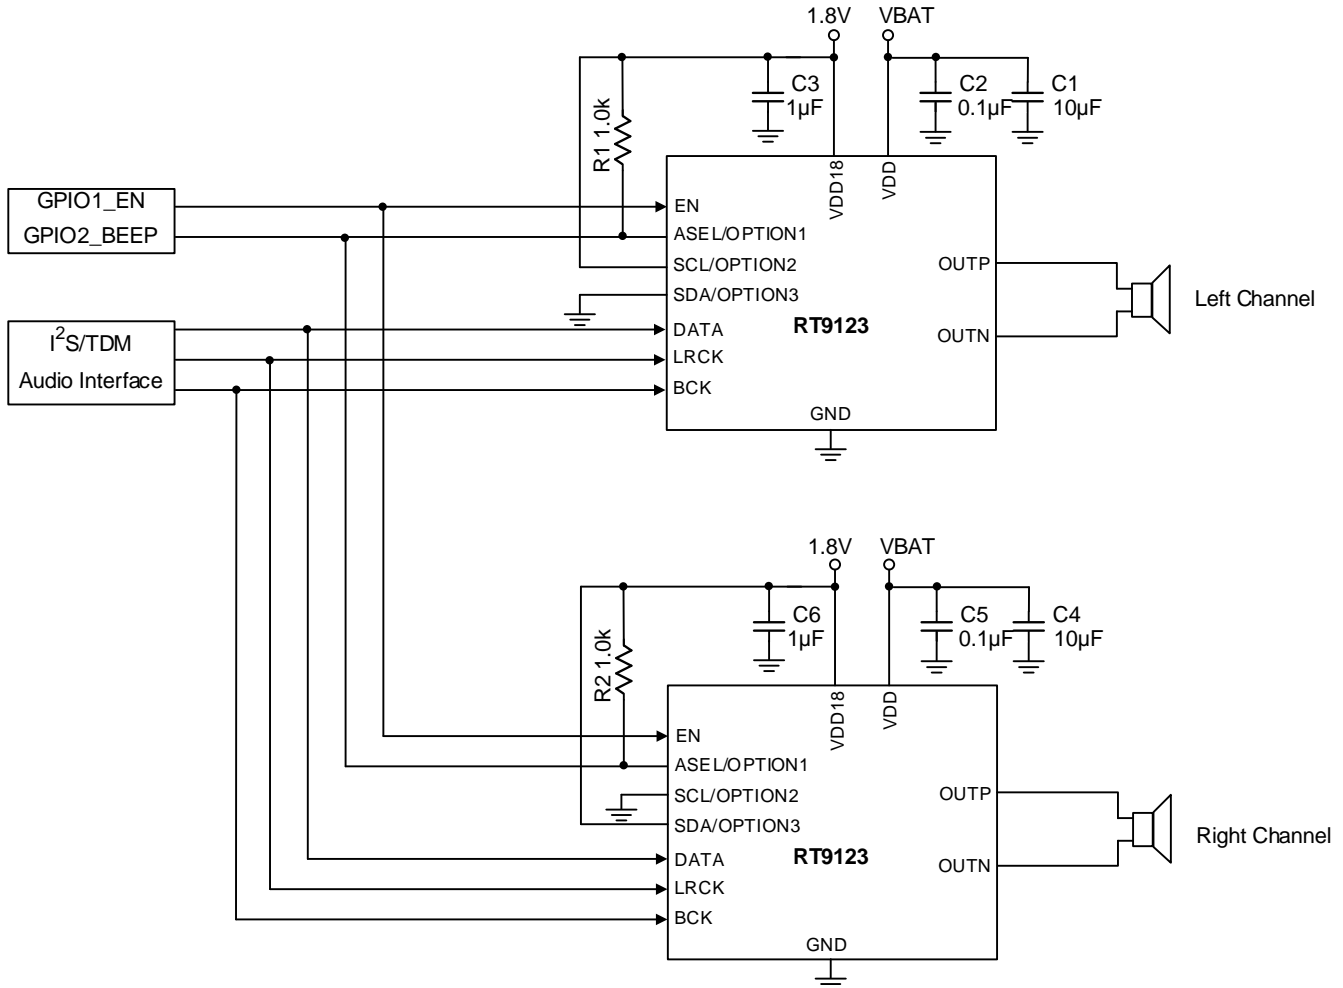 1.8V
VBAT
C3
1µF
C2
0.1µF
C1
10µF
R1 1.0k
VDD18
VDD
GPIO1_EN
GPIO2_BEEP
EN
ASEL/OPTION1
SCL/OPTION2
SDA/OPTION3
OUTP
Left Channel
I²S/TDM
Audio Interface
DATA
LRCK
BCK
RT9123
OUTN
GND
1.8V
VBAT
C6
1µF
C5
0.1µF
C4
10µF
R2 1.0k
VDD18
VDD
EN
ASEL/OPTION1
SCL/OPTION2
SDA/OPTION3
OUTP
Right Channel
DATA
LRCK
BCK
RT9123
OUTN
GND